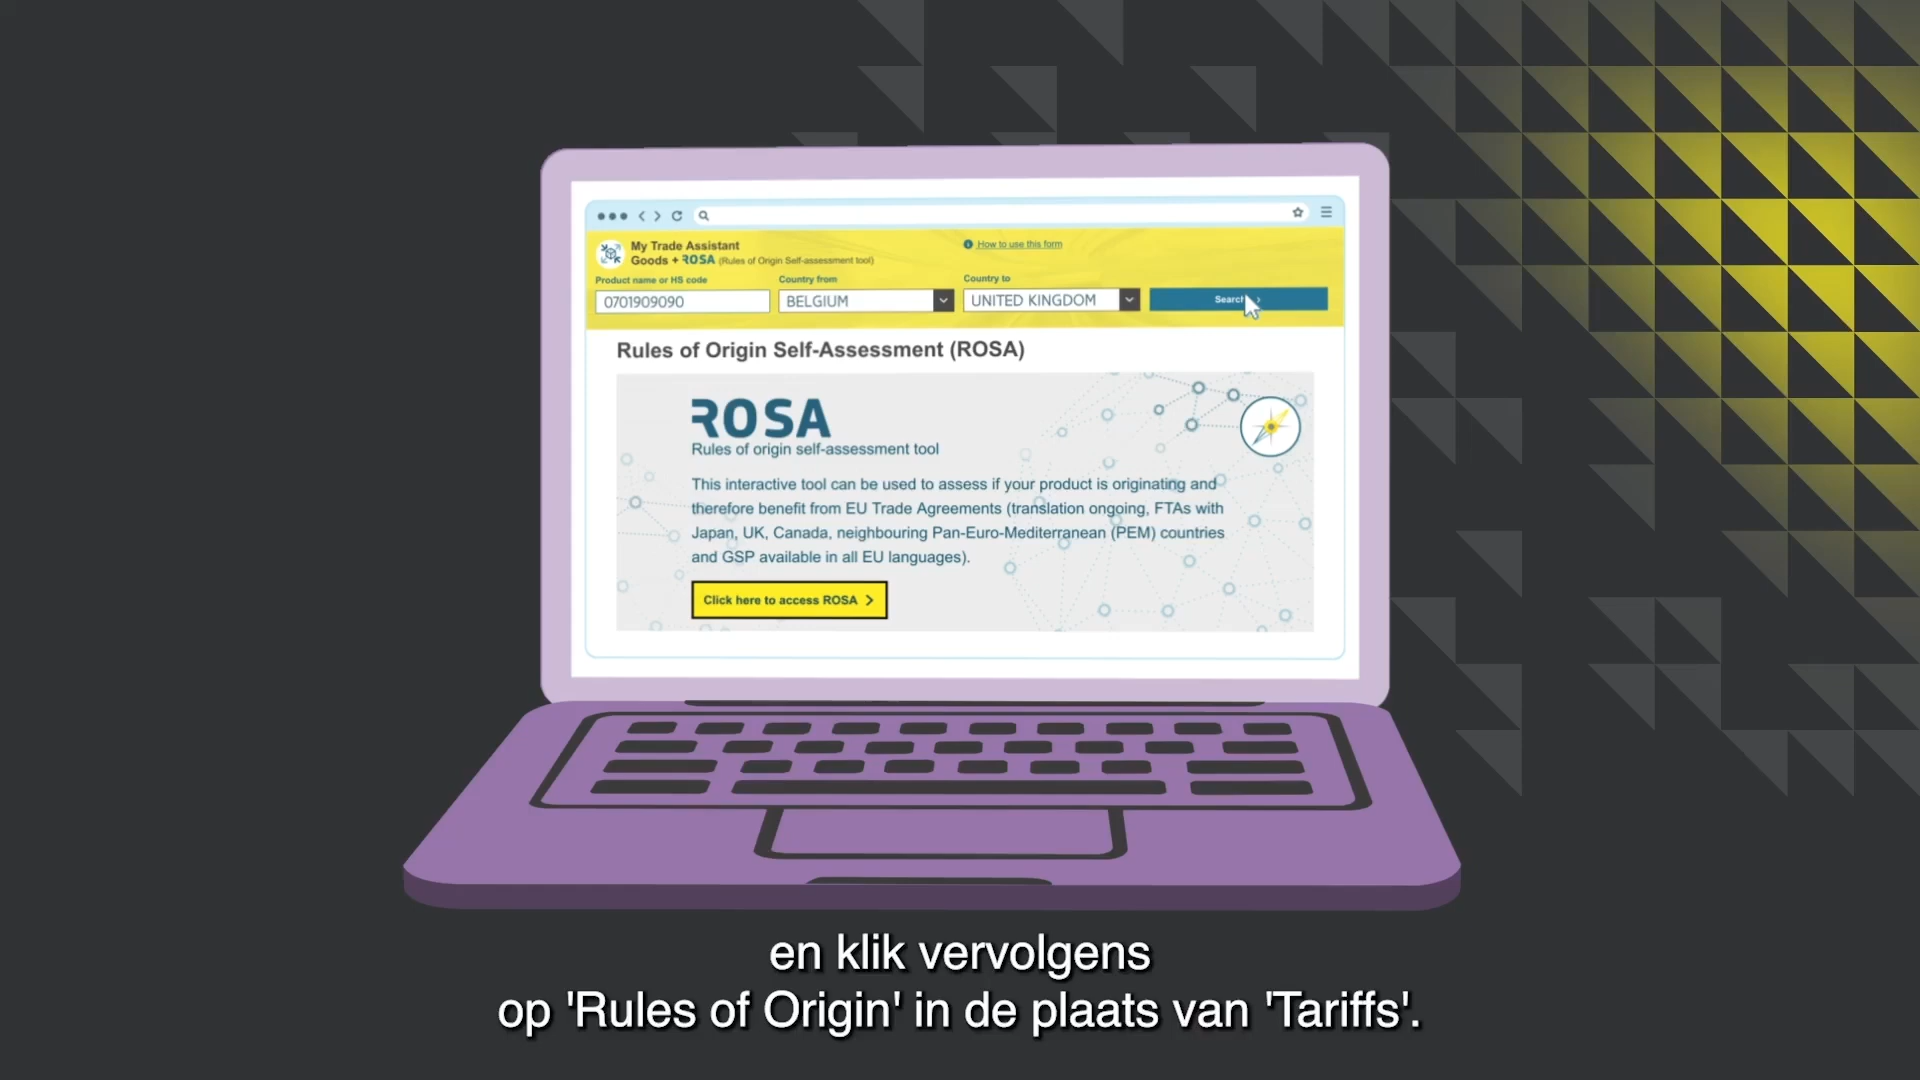 My Trade Assistant
Goods + ROSA (Rules of Origin Self-assessment tool)
How to use this form
Product name or HS code
Country from
Country to
0701909090
BELGIUM
UNITED KINGDOM
Search
Rules of Origin Self-Assessment (ROSA)
ROSA
Rules of origin self-assessment tool
This interactive tool can be used to assess if your product is originating and
therefore benefit from EU Trade Agreements (translation ongoing, FTAs with
Japan, UK, Canada, neighbouring Pan-Euro-Mediterranean (PEM) countries
and GSP available in all EU languages).
Click here to access ROSA
en klik vervolgens
op 'Rules of Origin' in de plaats van 'Tariffs'.